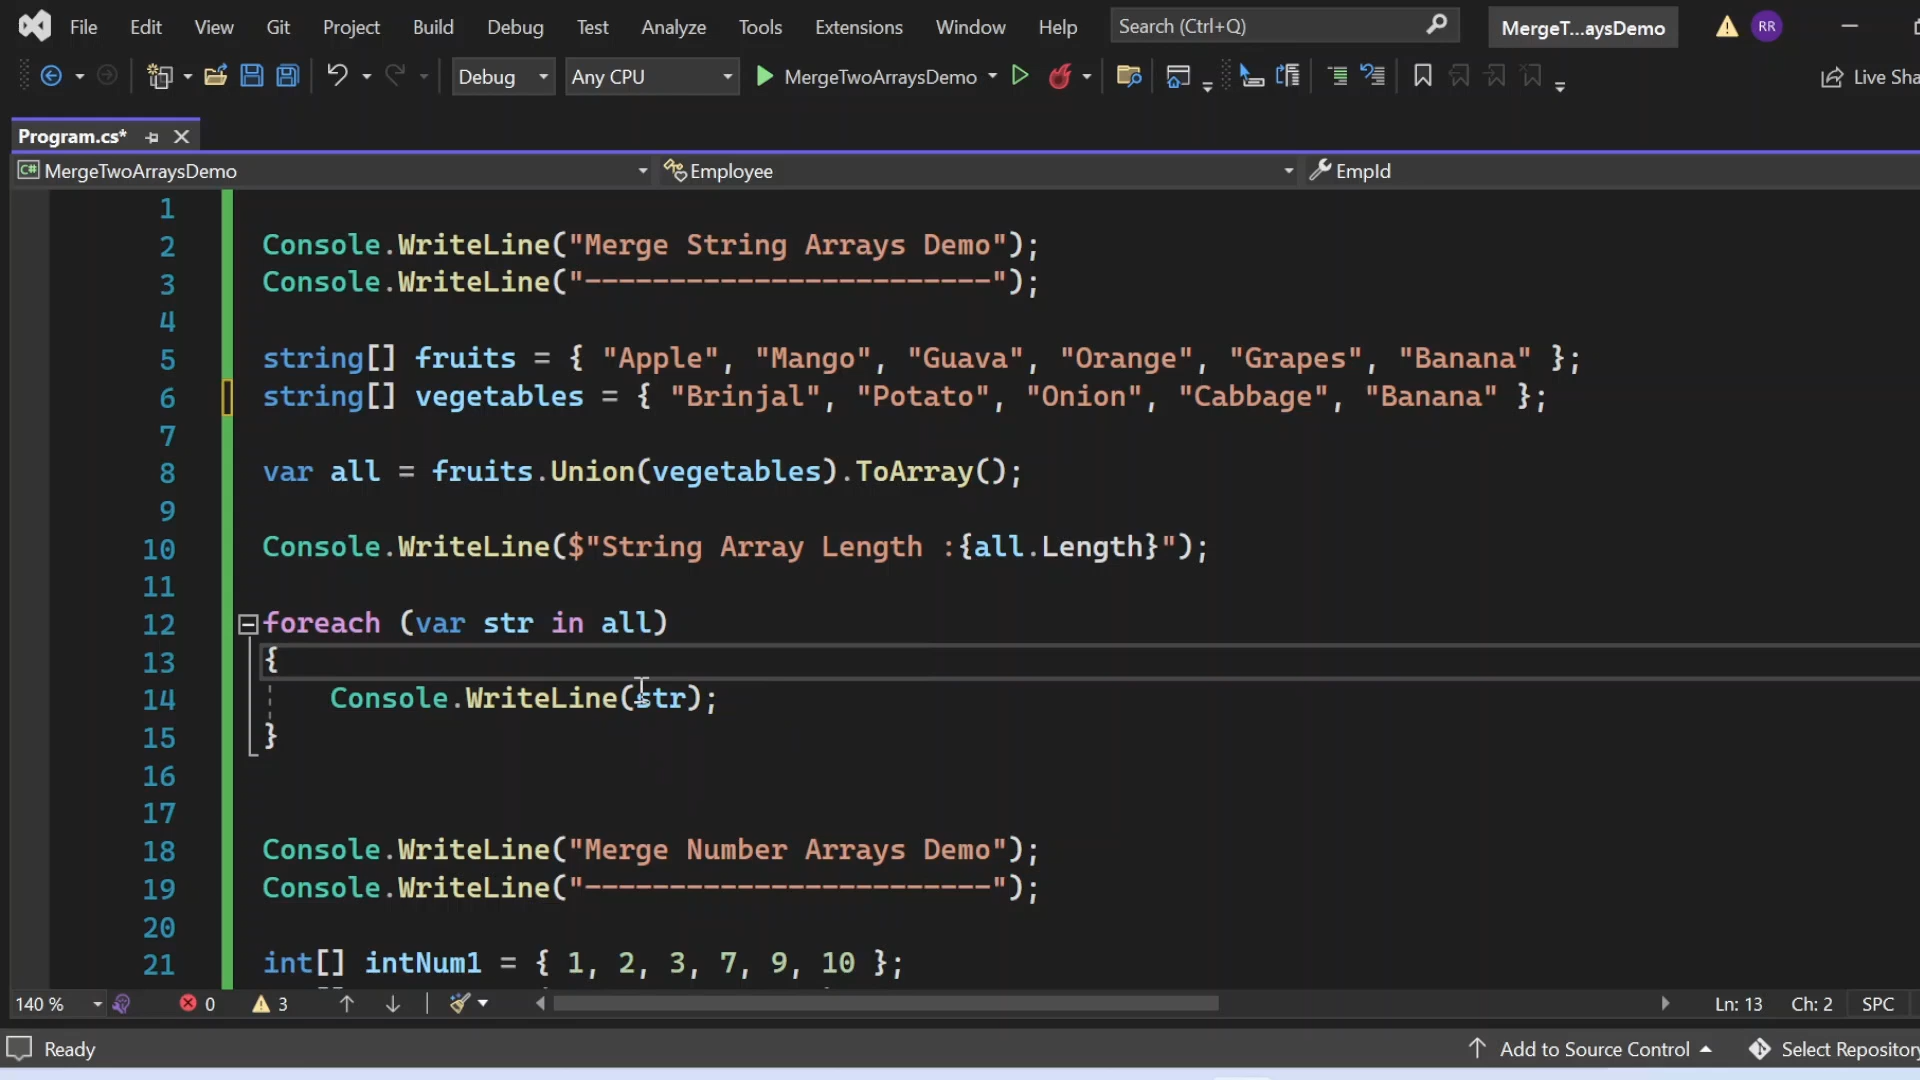 File Edit View Git Project Build Debug Test Analyze Tools Extensions Window Help Search (Ctrl+Q) MergeT...aysDemo RR
Debug Any CPU MergeTwoArraysDemo Live Sha
Program.cs*
C# MergeTwoArraysDemo Employee EmpId
1
2 Console.WriteLine("Merge String Arrays Demo");
3 Console.WriteLine("------------------------");
4
5 string[] fruits = { "Apple", "Mango", "Guava", "Orange", "Grapes", "Banana" };
6 string[] vegetables = { "Brinjal", "Potato", "Onion", "Cabbage", "Banana" };
7
8 var all = fruits.Union(vegetables).ToArray();
9
10 Console.WriteLine($"String Array Length :{all.Length}");
11
12 foreach (var str in all)
13 {
14 Console.WriteLine(str);
15 }
16
17
18 Console.WriteLine("Merge Number Arrays Demo");
19 Console.WriteLine("------------------------");
20
21 int[] intNum1 = { 1, 2, 3, 7, 9, 10 };
140 % 0 3 Ln: 13 Ch: 2 SPC
Ready Add to Source Control Select Repository